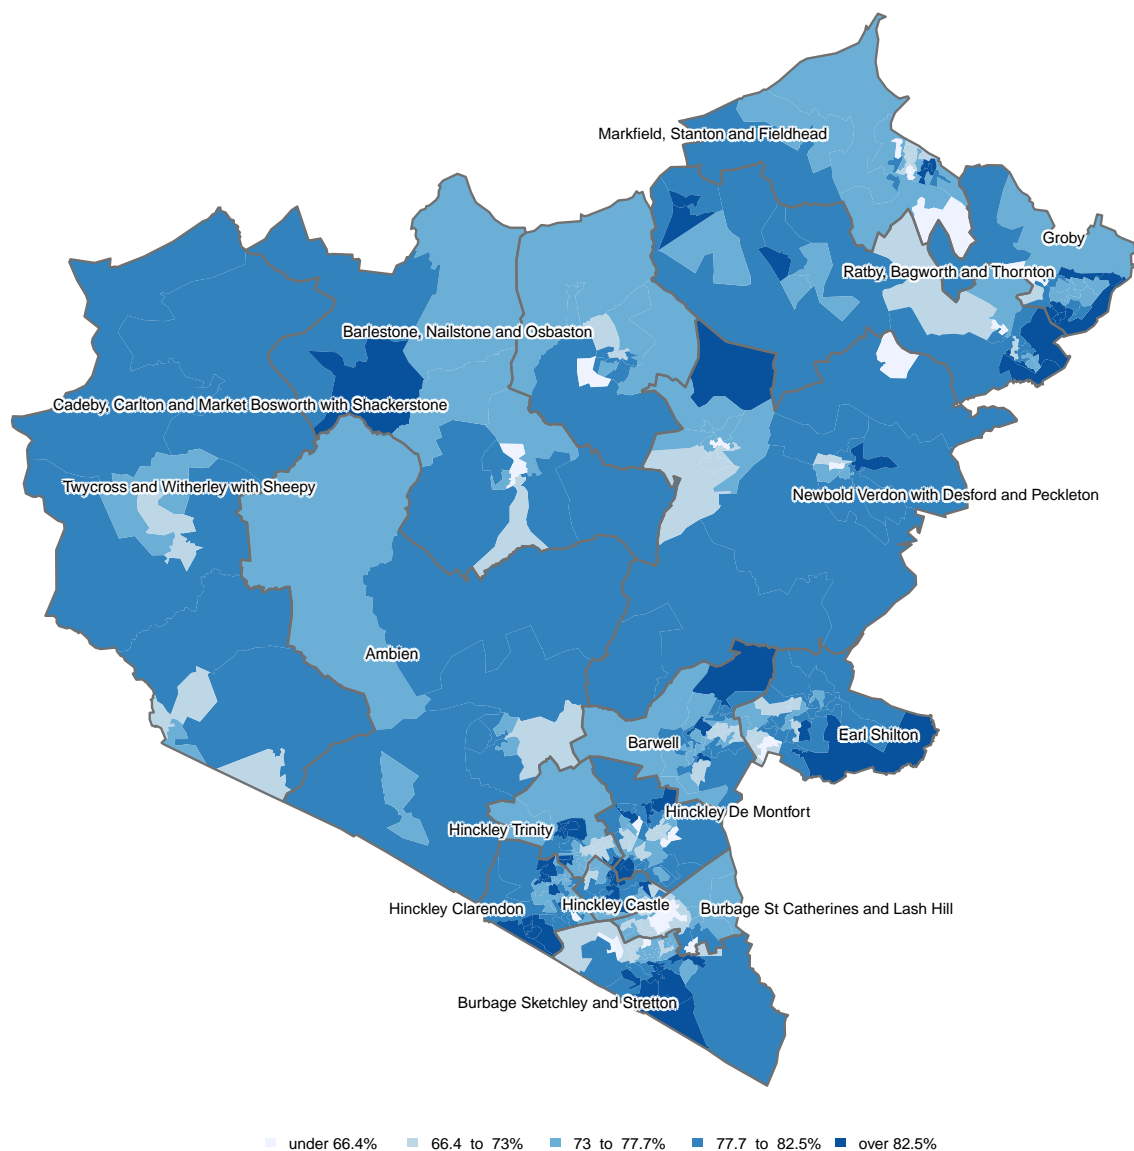 Markfield, Stanton and Fieldhead
Groby
Ratby, Bagworth and Thornton
Barlestone, Nailstone and Osbaston
Cadeby, Carlton and Market Bosworth with Shackerstone
Twycross and Witherley with Sheepy
Newbold Verdon with Desford and Peckleton
Ambien
Earl Shilton
Barwell
Hinckley De Montfort
Hinckley Trinity
Hinckley Clarendon
Hinckley Castle
Burbage St Catherines and Lash Hill
Burbage Sketchley and Stretton
under 66.4% 66.4 to 73% 73 to 77.7% 77.7 to 82.5% over 82.5%